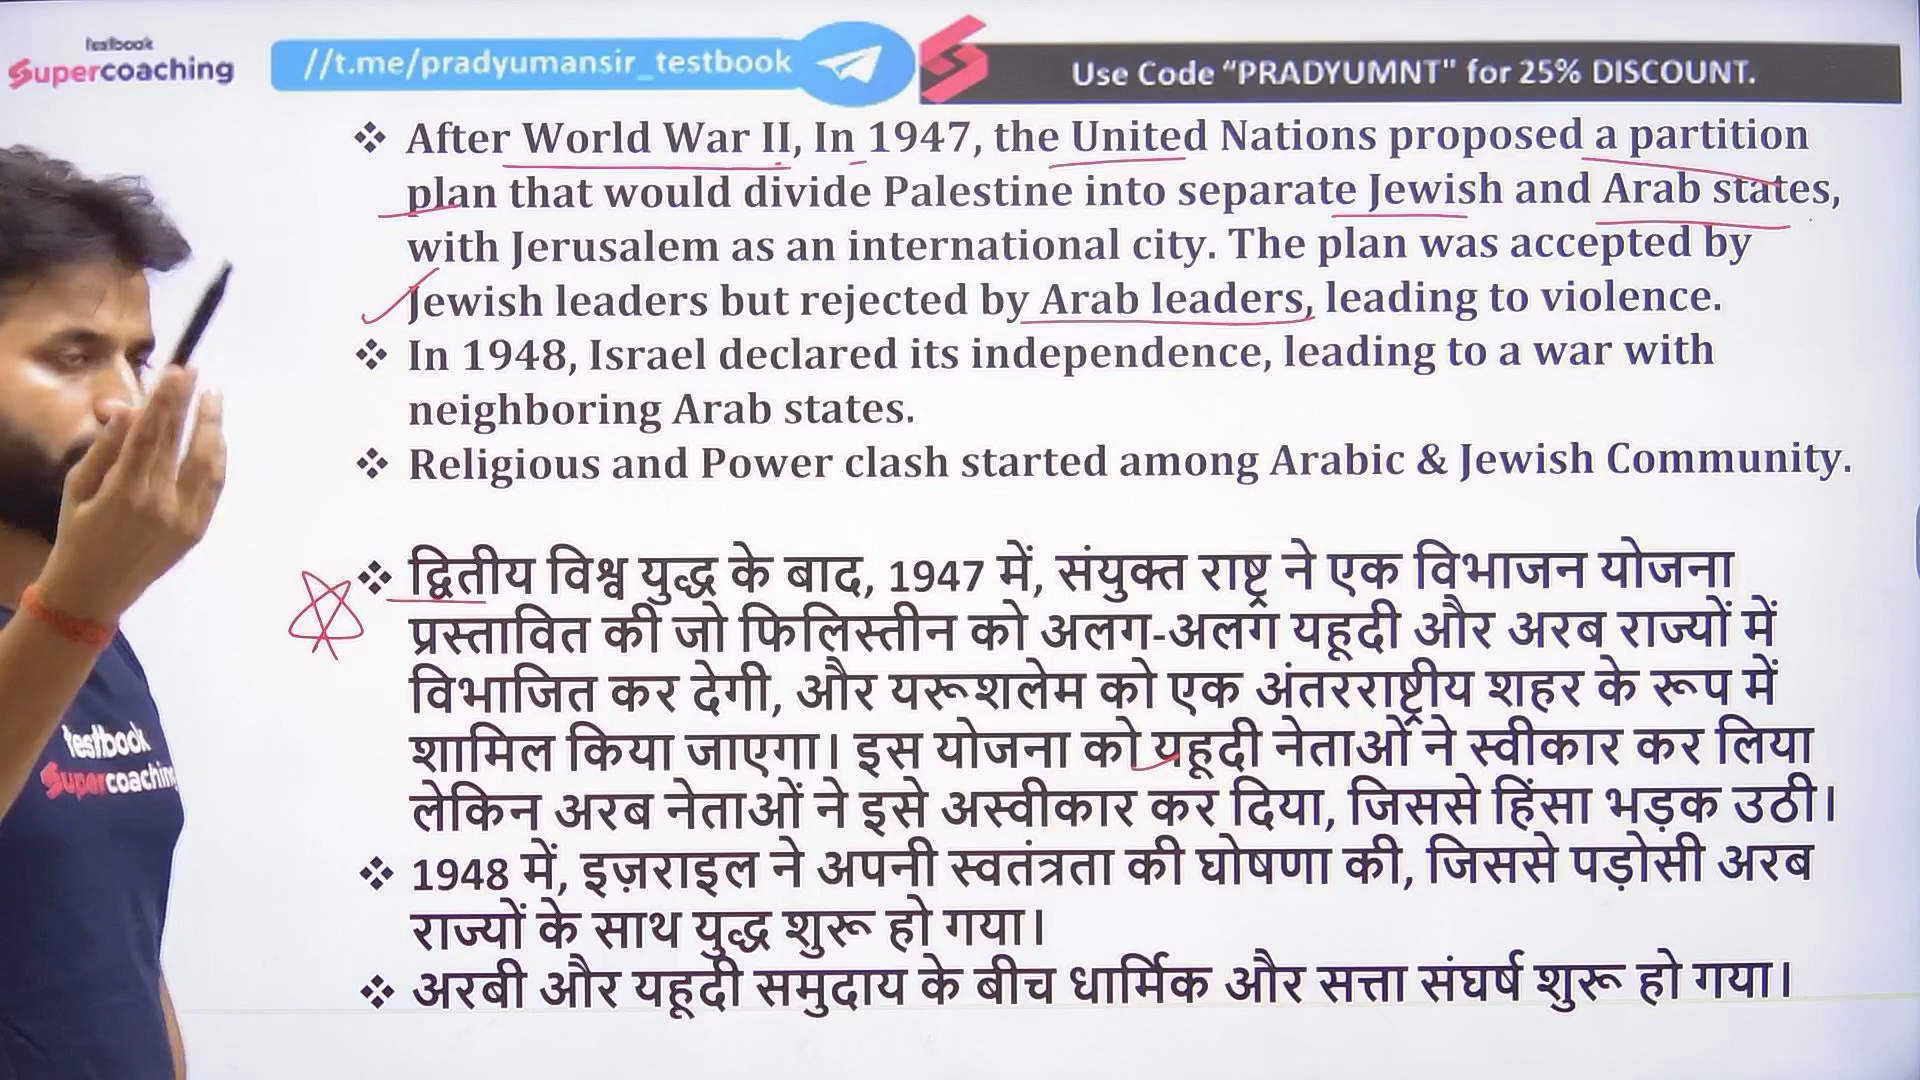 testbook
Supercoaching
//t.me/pradyumansir_testbook
Use Code “PRADYUMNT" for 25% DISCOUNT.
❖ After World War II, In 1947, the United Nations proposed a partition
plan that would divide Palestine into separate Jewish and Arab states,
with Jerusalem as an international city. The plan was accepted by
Jewish leaders but rejected by Arab leaders, leading to violence.
❖ In 1948, Israel declared its independence, leading to a war with
neighboring Arab states.
❖ Religious and Power clash started among Arabic & Jewish Community.
❖ द्वितीय विश्व युद्ध के बाद, 1947 में, संयुक्त राष्ट्र ने एक विभाजन योजना
प्रस्तावित की जो फिलिस्तीन को अलग-अलग यहूदी और अरब राज्यों में
विभाजित कर देगी, और यरूशलेम को एक अंतरराष्ट्रीय शहर के रूप में
शामिल किया जाएगा। इस योजना को यहूदी नेताओं ने स्वीकार कर लिया
लेकिन अरब नेताओं ने इसे अस्वीकार कर दिया, जिससे हिंसा भड़क उठी।
❖ 1948 में, इज़राइल ने अपनी स्वतंत्रता की घोषणा की, जिससे पड़ोसी अरब
राज्यों के साथ युद्ध शुरू हो गया।
❖ अरबी और यहूदी समुदाय के बीच धार्मिक और सत्ता संघर्ष शुरू हो गया।
testbook
Supercoaching